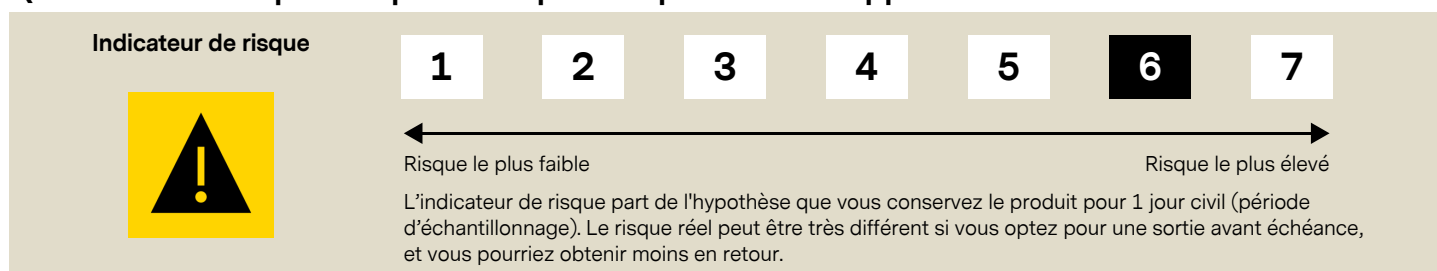 Indicateur de risque
1 2 3 4 5 6 7
Risque le plus faible
Risque le plus élevé
L'indicateur de risque part de l'hypothèse que vous conservez le produit pour 1 jour civil (période
d'échantillonnage). Le risque réel peut être très différent si vous optez pour une sortie avant échéance,
et vous pourriez obtenir moins en retour.